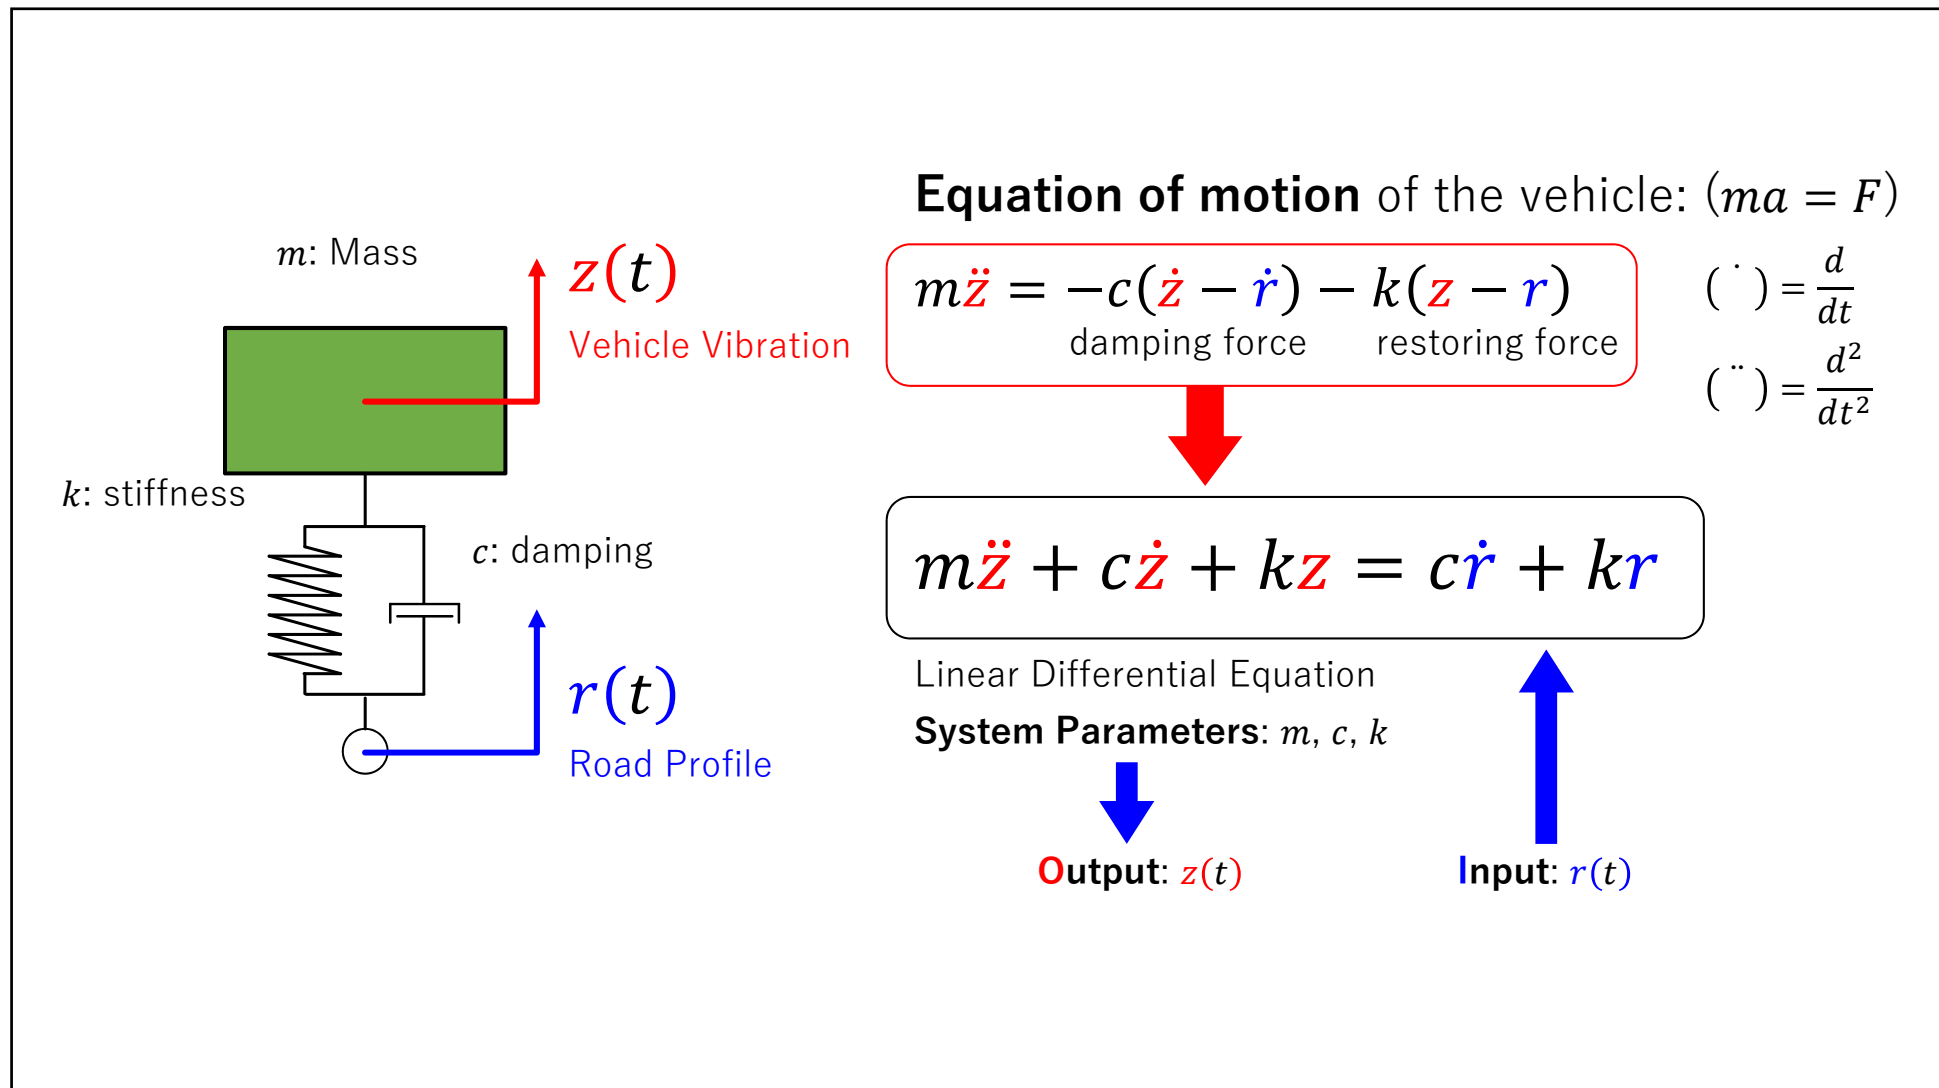 Equation of motion of the vehicle: (ma = F)
m: Mass
z(t)
Vehicle Vibration
mz̈ = −c(ż − ṙ) − k(z − r)
damping force restoring force
( ˙ ) = d/dt
( ¨ ) = d²/dt²
k: stiffness
c: damping
mz̈ + cż + kz = cṙ + kr
r(t)
Road Profile
Linear Differential Equation
System Parameters: m, c, k
Output: z(t)
Input: r(t)